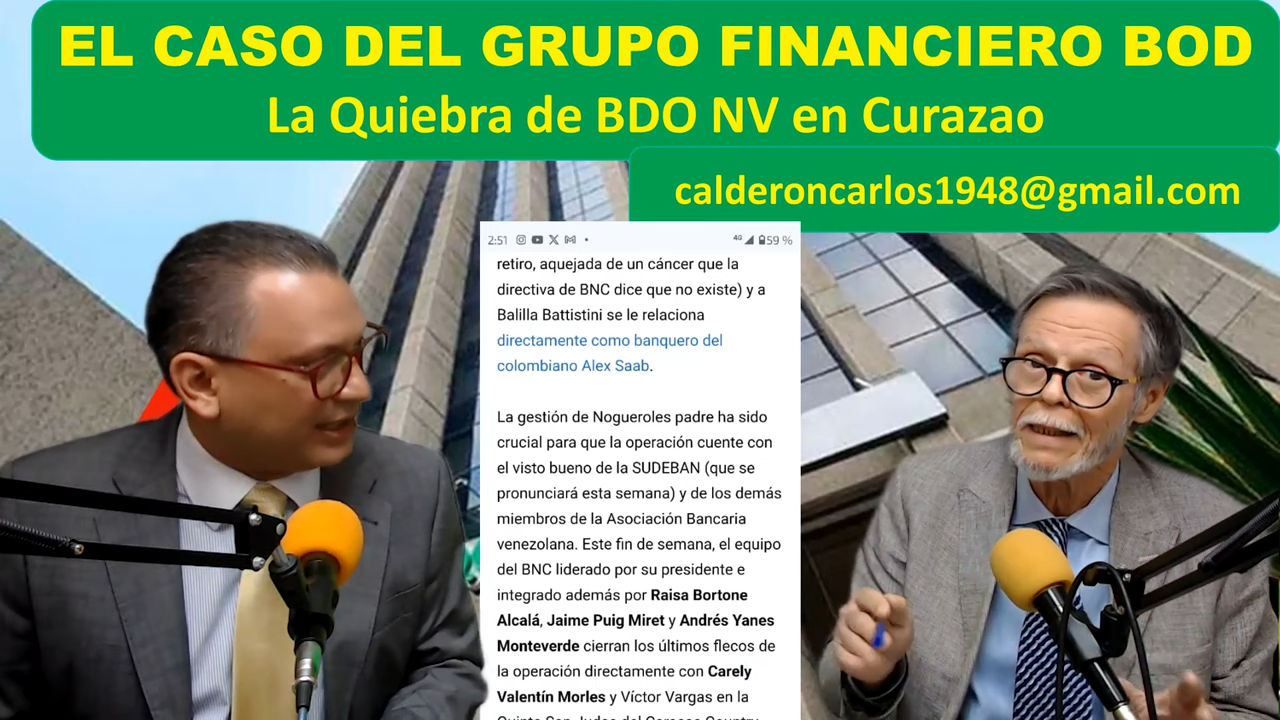 EL CASO DEL GRUPO FINANCIERO BOD
La Quiebra de BDO NV en Curazao
calderoncarlos1948@gmail.com
2:51
4G 59 %
retiro, aquejada de un cáncer que la
directiva de BNC dice que no existe) y a
Balilla Battistini se le relaciona
directamente como banquero del
colombiano Alex Saab.
La gestión de Nogueroles padre ha sido
crucial para que la operación cuente con
el visto bueno de la SUDEBAN (que se
pronunciará esta semana) y de los demás
miembros de la Asociación Bancaria
venezolana. Este fin de semana, el equipo
del BNC liderado por su presidente e
integrado además por Raisa Bortone
Alcalá, Jaime Puig Miret y Andrés Yanes
Monteverde cierran los últimos flecos de
la operación directamente con Carely
Valentín Morles y Víctor Vargas en la